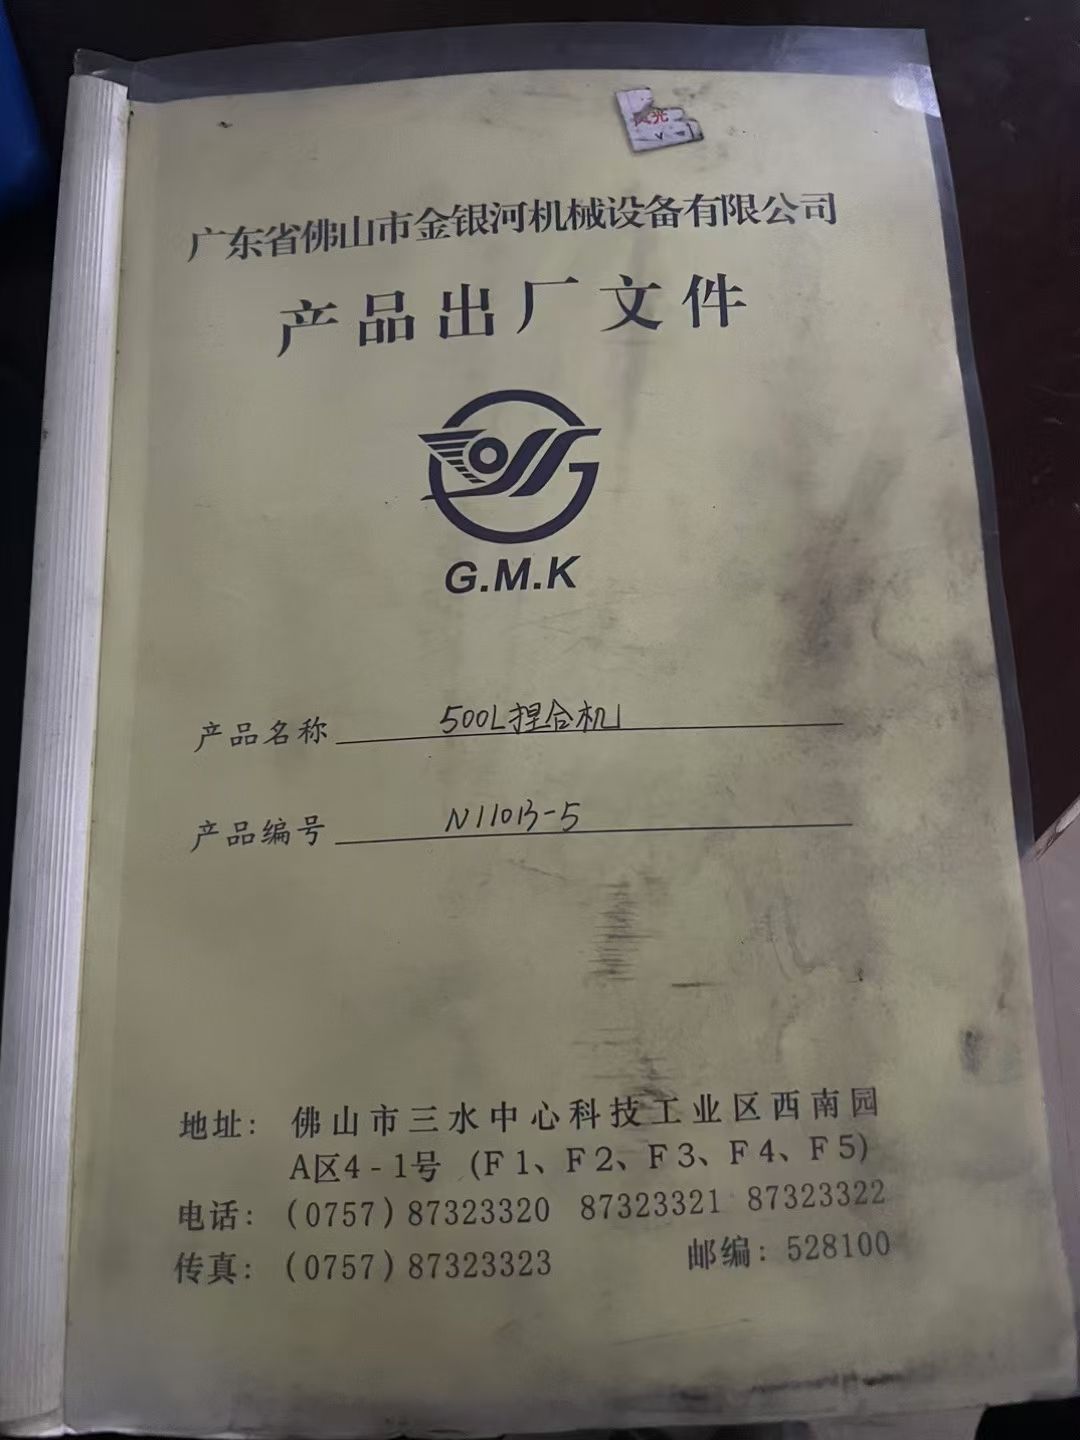 广东省佛山市金银河机械设备有限公司
产品出厂文件
G.M.K
产品名称 500L捏合机
产品编号 N11013-5
地址： 佛山市三水中心科技工业区西南园
A区4-1号（F1、F2、F3、F4、F5）
电话：（0757）87323320 87323321 87323322
传真：（0757）87323323 邮编：528100